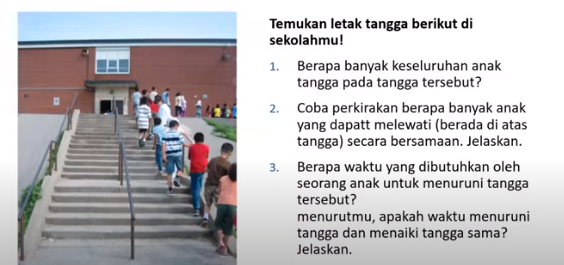 Temukan letak tangga berikut di
sekolahmu!
1. Berapa banyak keseluruhan anak
tangga pada tangga tersebut?
2. Coba perkirakan berapa banyak anak
yang dapatt melewati (berada di atas
tangga) secara bersamaan. Jelaskan.
3. Berapa waktu yang dibutuhkan oleh
seorang anak untuk menuruni tangga
tersebut?
menurutmu, apakah waktu menuruni
tangga dan menaiki tangga sama?
Jelaskan.